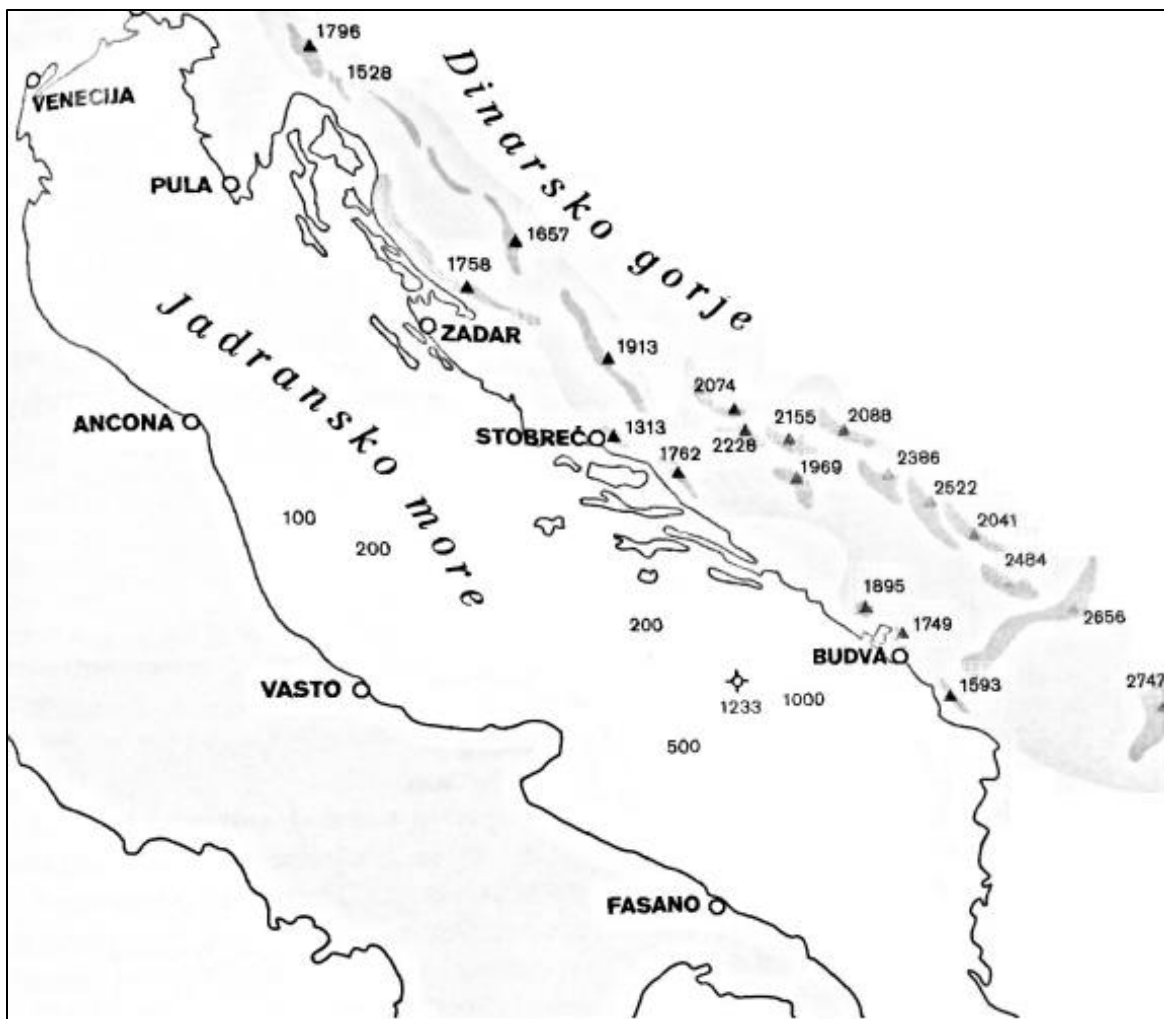 1796
1528
VENECIJA
Dinarsko gorje
PULA
1657
1758
Jadransko more
ZADAR
1913
2074
ANCONA
STOBREČ
1313
2228
2155
2088
1762
1969
2386
2522
100
2041
200
2484
1895
2656
200
1749
BUDVA
VASTO
1593
2747
1233
1000
500
FASANO